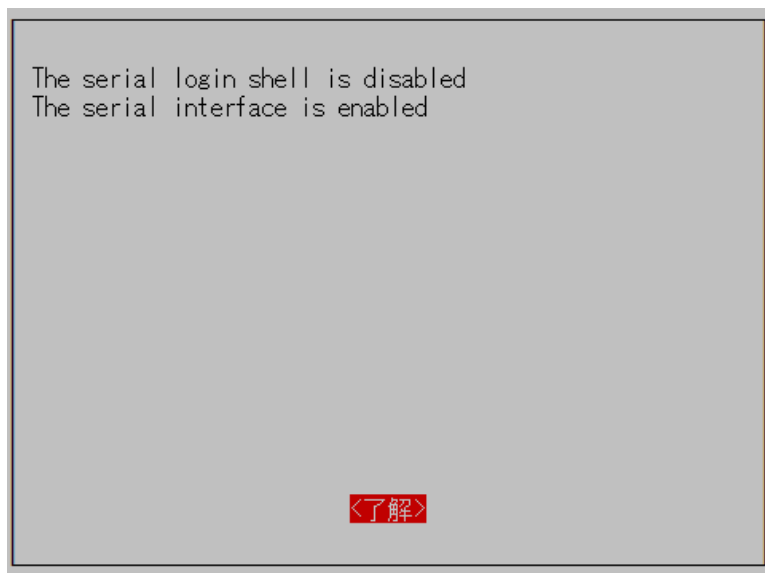 The serial login shell is disabled
The serial interface is enabled
<了解>